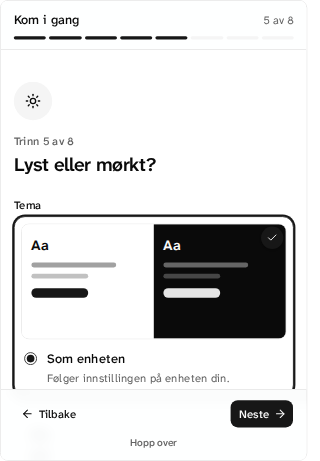 Kom i gang
5 av 8
Trinn 5 av 8
Lyst eller mørkt?
Tema
Aa
Aa
Som enheten
Følger innstillingen på enheten din.
Tilbake
Neste
Hopp over